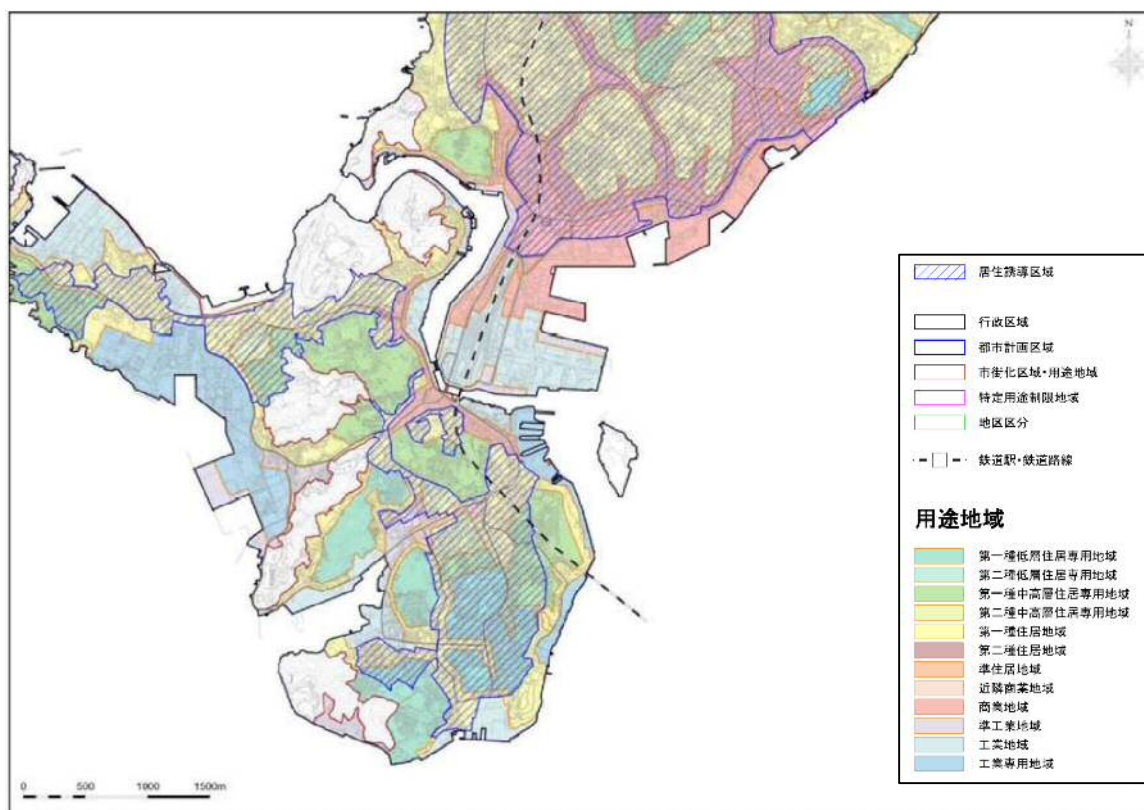 N
居住誘導区域
行政区域
都市計画区域
市街化区域・用途地域
特定用途制限地域
地区区分
鉄道駅・鉄道路線
用途地域
第一種低層住居専用地域
第二種低層住居専用地域
第一種中高層住居専用地域
第二種中高層住居専用地域
第一種住居地域
第二種住居地域
準住居地域
近隣商業地域
商業地域
準工業地域
工業地域
工業専用地域
0 500 1000 1500m